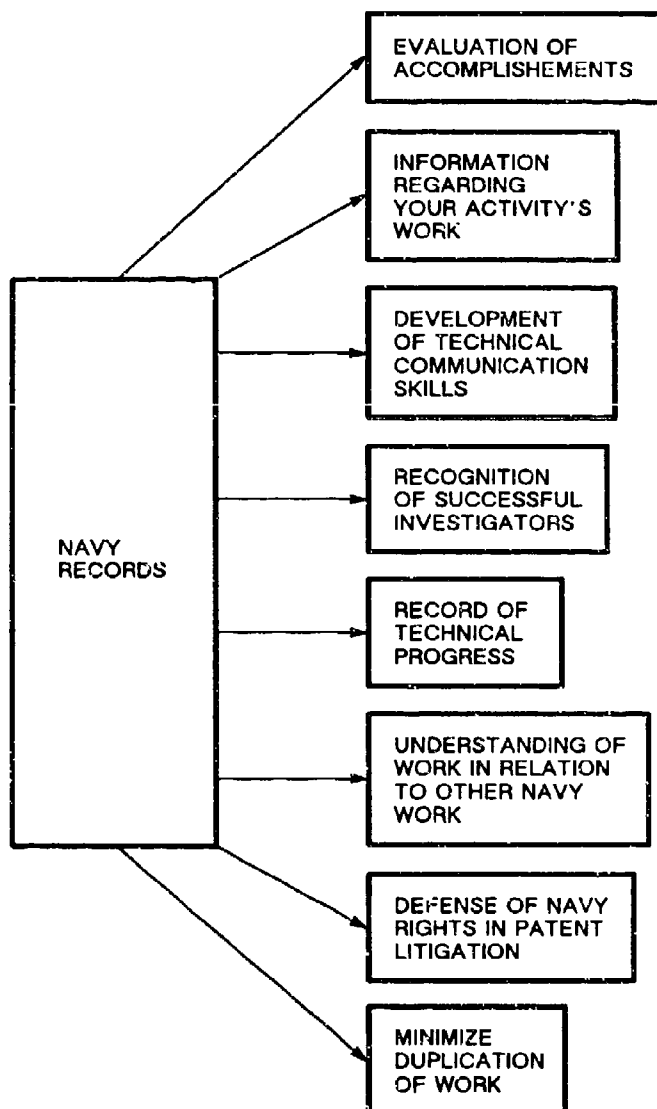 EVALUATION OF
ACCOMPLISHEMENTS
INFORMATION
REGARDING
YOUR ACTIVITY'S
WORK
DEVELOPMENT
OF TECHNICAL
COMMUNICATION
SKILLS
RECOGNITION
OF SUCCESSFUL
INVESTIGATORS
NAVY
RECORDS
RECORD OF
TECHNICAL
PROGRESS
UNDERSTANDING OF
WORK IN RELATION
TO OTHER NAVY
WORK
DEFENSE OF NAVY
RIGHTS IN PATENT
LITIGATION
MINIMIZE
DUPLICATION
OF WORK